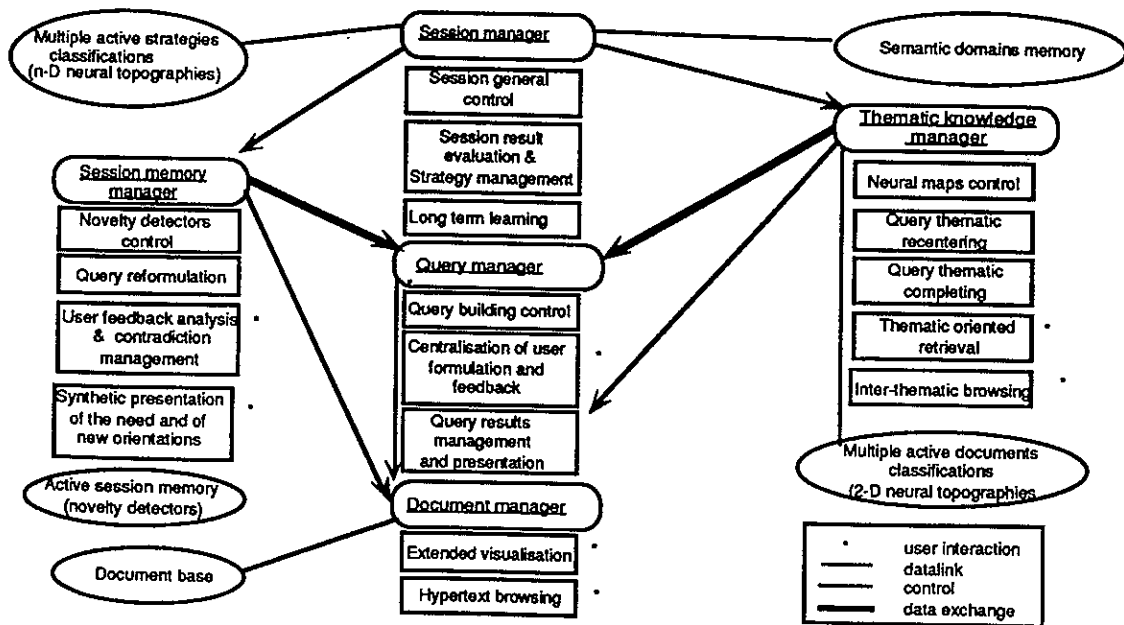 Multiple active strategies
classifications
(n-D neural topographies)
Session manager
Semantic domains memory
Session general
control
Session result
evaluation &
Strategy management
Long term learning
Thematic knowledge
manager
Neural maps control
Query thematic
recentering
Query thematic
completing
Thematic oriented
retrieval
Inter-thematic browsing
Session memory
manager
Novelty detectors
control
Query reformulation
User feedback analysis
& contradiction
management
Synthetic presentation
of the need and of
new orientations
Query manager
Query building control
Centralisation of user
formulation and
feedback
Query results
management
and presentation
Multiple active documents
classifications
(2-D neural topographies
Active session memory
(novelty detectors)
Document manager
Extended visualisation
Hypertext browsing
Document base
user interaction
datalink
control
data exchange